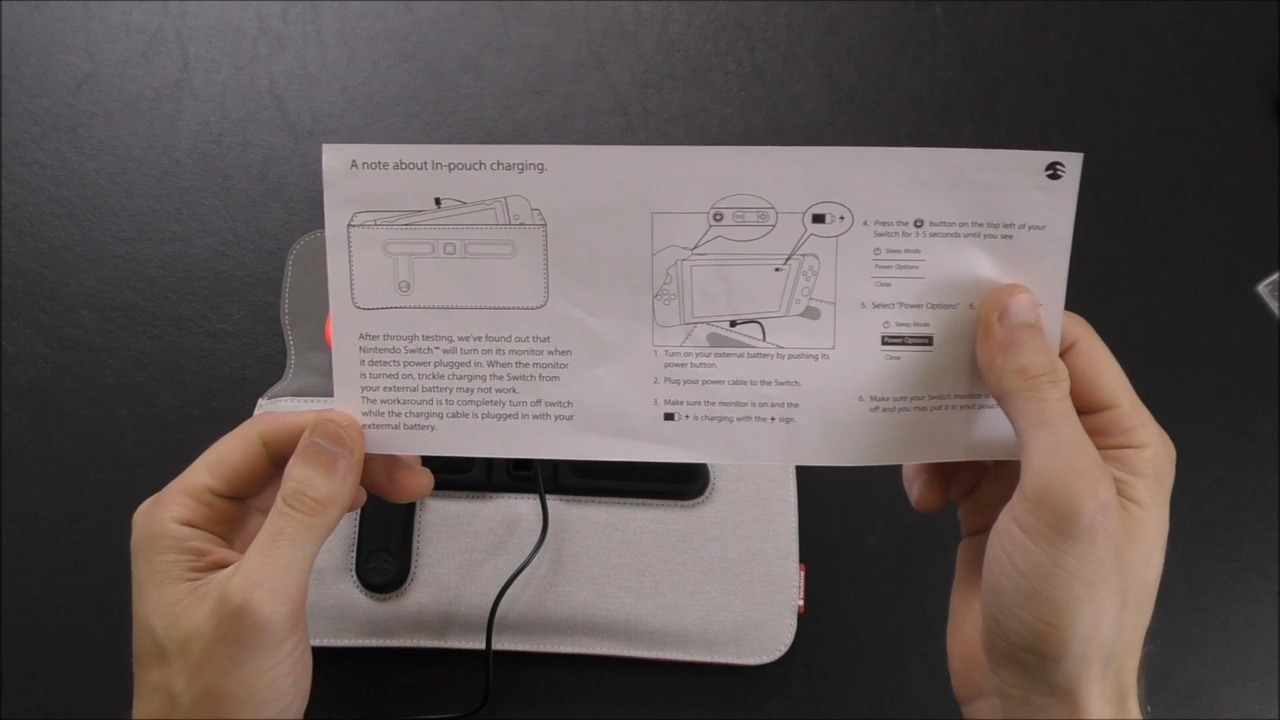 A note about In-pouch charging.
After through testing, we've found out that
Nintendo Switch™ will turn on its monitor when
it detects power plugged in. When the monitor
is turned on, trickle charging the Switch from
your external battery may not work.
The workaround is to completely turn off switch
while the charging cable is plugged in with your
extermal battery.
1. Turn on your external battery by pushing its
power button.
2. Plug your power cable to the Switch.
3. Make sure the monitor is on and the
is charging with the sign.
4. Press the button on the top left of your
Switch for 3-5 seconds until you see
Sleep Mode
Power Options
Close
5. Select "Power Options" 6.
Sleep Mode
Power Options
Close
6. Make sure your Switch monitor is
off and you may put it in your pouch